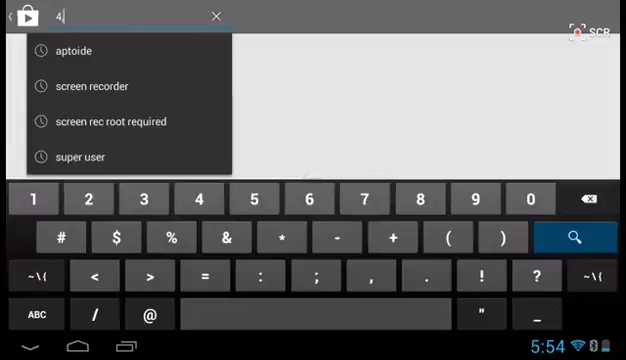 4.
SCR
aptoide
screen recorder
screen rec root required
super user
1 2 3 4 5 6 7 8 9 0
# $ % & * - + ( )
~\{ < > = : ; , . ! ? ~\{
ABC / @ " _
5:54